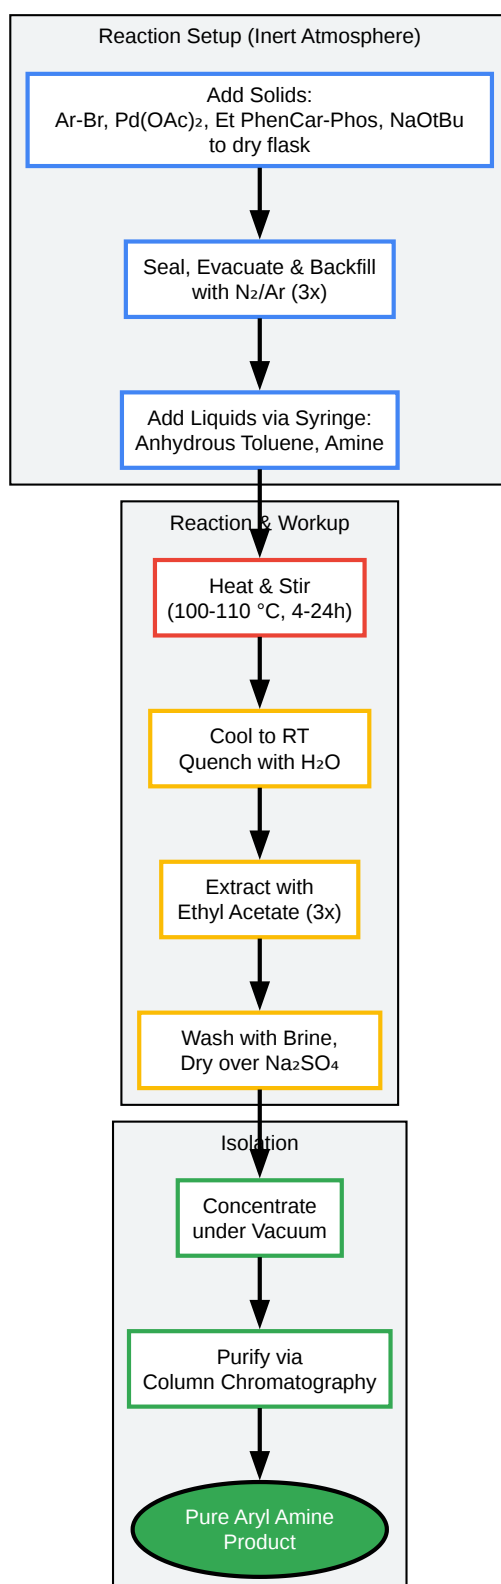 Reaction Setup (Inert Atmosphere)
Add Solids:
Ar-Br, Pd(OAc)₂, Et PhenCar-Phos, NaOtBu
to dry flask
Seal, Evacuate & Backfill
with N₂/Ar (3x)
Add Liquids via Syringe:
Anhydrous Toluene, Amine
Reaction & Workup
Heat & Stir
(100-110 °C, 4-24h)
Cool to RT
Quench with H₂O
Extract with
Ethyl Acetate (3x)
Wash with Brine,
Dry over Na₂SO₄
Isolation
Concentrate
under Vacuum
Purify via
Column Chromatography
Pure Aryl Amine
Product